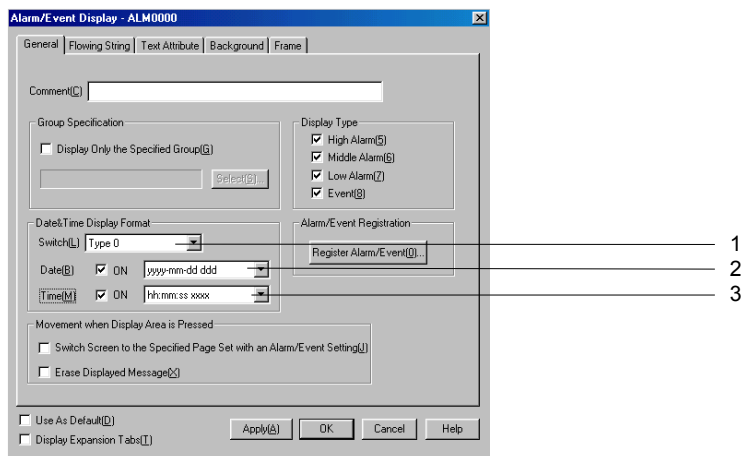 Alarm/Event Display - ALM0000
General Flowing String Text Attribute Background Frame
Comment(C)
Group Specification
Display Only the Specified Group(G)
Select(S)...
Display Type
High Alarm(5)
Middle Alarm(6)
Low Alarm(7)
Event(8)
Date&Time Display Format
Switch(L) Type 0
Date(B) ON yyyy-mm-dd ddd
Time(M) ON hh:mm:ss xxxx
Alarm/Event Registration
Register Alarm/Event(0)...
1
2
3
Movement when Display Area is Pressed
Switch Screen to the Specified Page Set with an Alarm/Event Setting(J)
Erase Displayed Message(X)
Use As Default(D)
Display Expansion Tabs(T)
Apply(A) OK Cancel Help